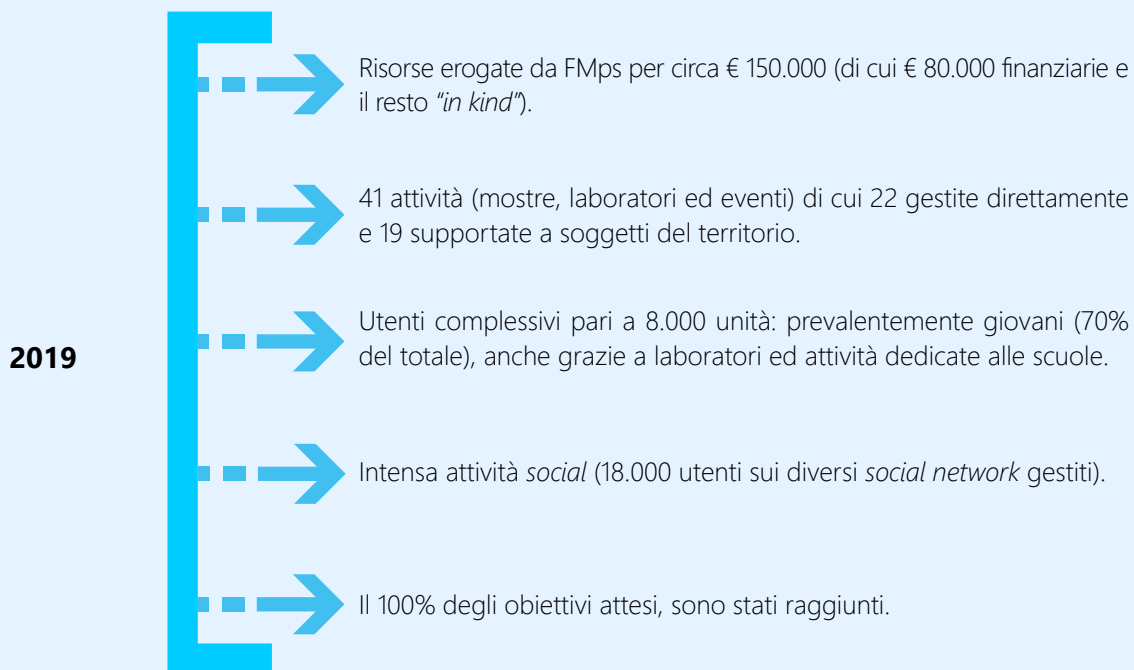 2019
Risorse erogate da FMps per circa € 150.000 (di cui € 80.000 finanziarie e
il resto "in kind").
41 attività (mostre, laboratori ed eventi) di cui 22 gestite direttamente
e 19 supportate a soggetti del territorio.
Utenti complessivi pari a 8.000 unità: prevalentemente giovani (70%
del totale), anche grazie a laboratori ed attività dedicate alle scuole.
Intensa attività social (18.000 utenti sui diversi social network gestiti).
Il 100% degli obiettivi attesi, sono stati raggiunti.